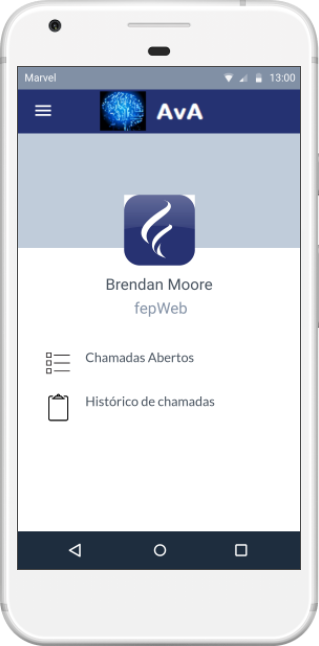 Marvel
13:00
AvA
Brendan Moore
fepWeb
Chamadas Abertos
Histórico de chamadas